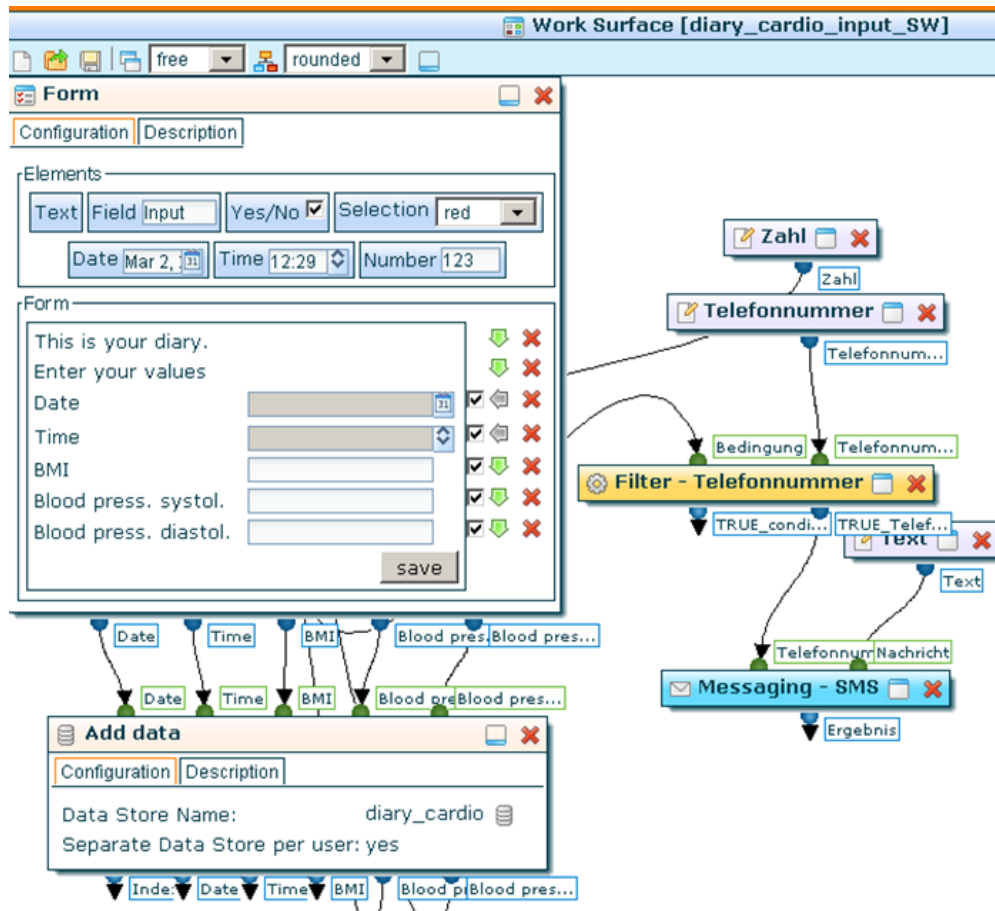 Work Surface [diary_cardio_input_SW]
free rounded
Form
Configuration Description
Elements
Text Field Input Yes/No Selection red
Date Mar 2, Time 12:29 Number 123
Form
This is your diary.
Enter your values
Date
Time
BMI
Blood press. systol.
Blood press. diastol.
save
Date Time BMI Blood pres. Blood pres...
Date Time BMI Blood pre Blood pres...
Add data
Configuration Description
Data Store Name: diary_cardio
Separate Data Store per user: yes
Inde Date Time BMI Blood p Blood pres...
Zahl
Zahl
Telefonnummer
Telefonnum...
Bedingung Telefonnum...
Filter - Telefonnummer
TRUE_condi... TRUE_Telef...
Text
Text
Telefonnum Nachricht
Messaging - SMS
Ergebnis